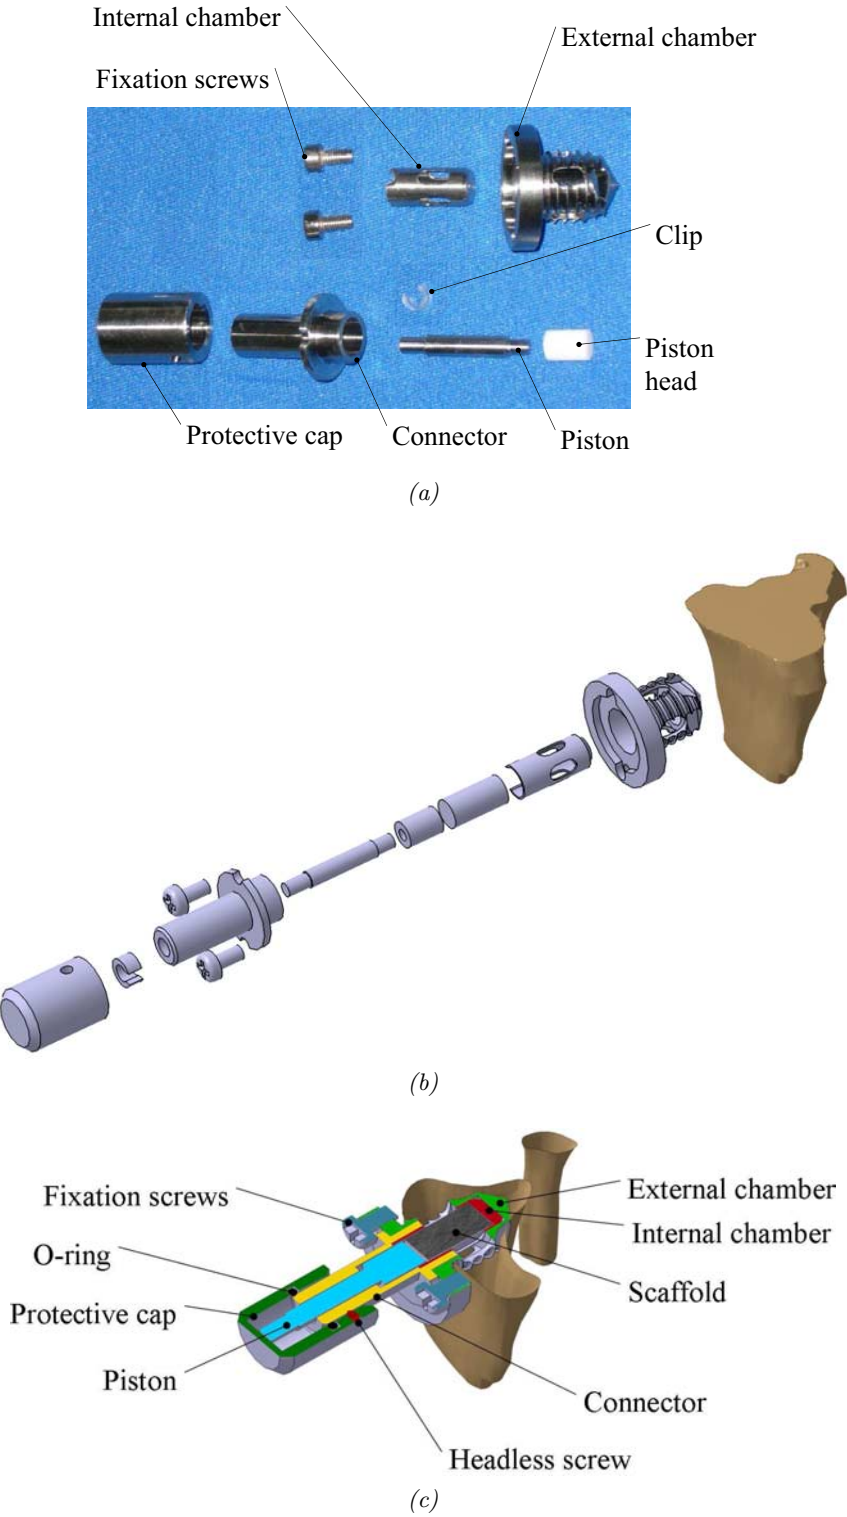 Internal chamber
External chamber
Fixation screws
Clip
Piston
head
Protective cap
Connector
Piston
(a)
(b)
Fixation screws
External chamber
Internal chamber
O-ring
Scaffold
Protective cap
Piston
Connector
Headless screw
(c)